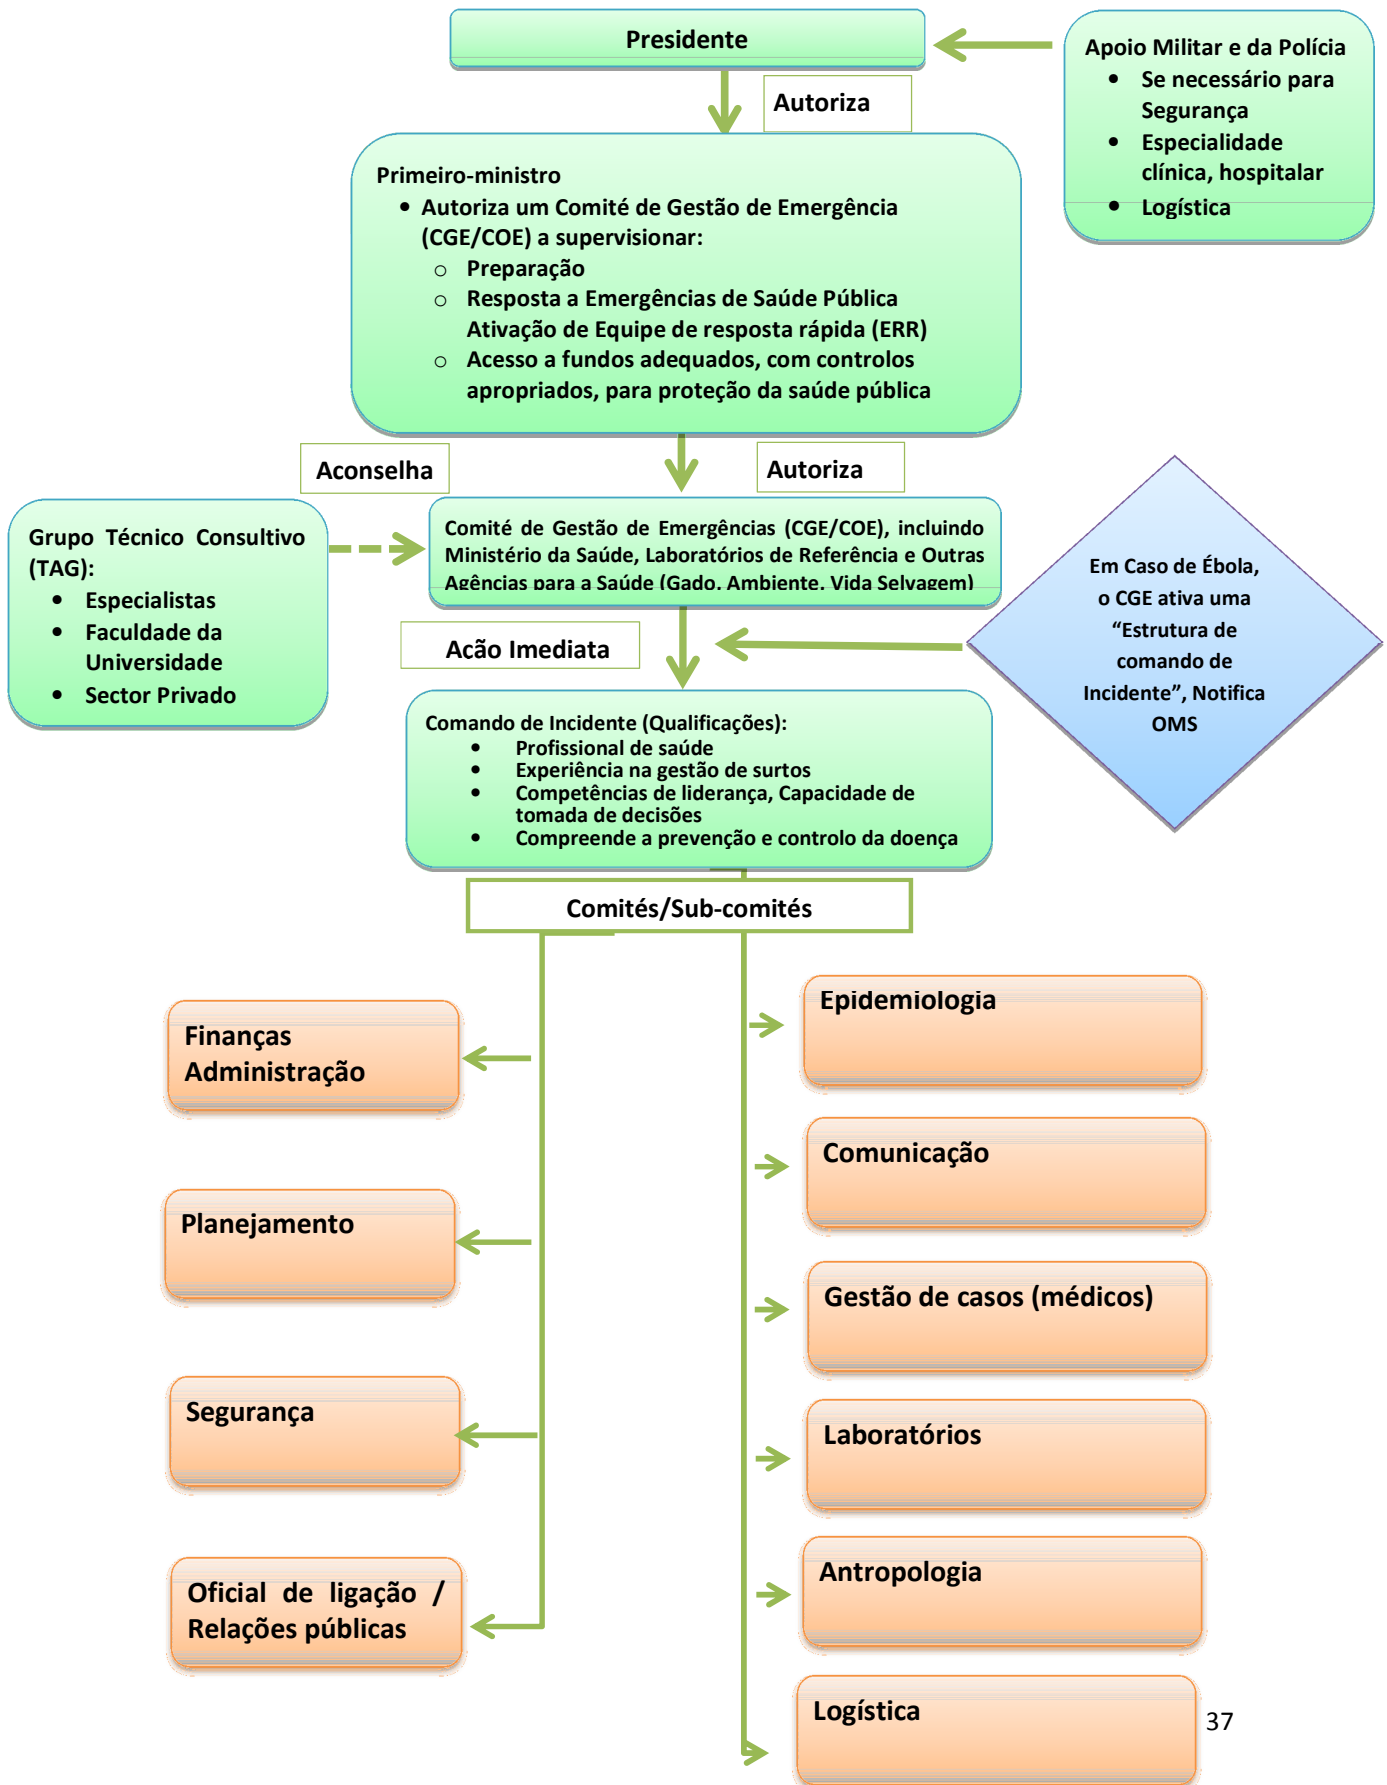 Presidente
Apoio Militar e da Polícia
• Se necessário para
Segurança
• Especialidade
clínica, hospitalar
• Logística
Autoriza
Primeiro-ministro
• Autoriza um Comité de Gestão de Emergência
(CGE/COE) a supervisionar:
o Preparação
o Resposta a Emergências de Saúde Pública
Ativação de Equipe de resposta rápida (ERR)
o Acesso a fundos adequados, com controlos
apropriados, para proteção da saúde pública
Aconselha
Autoriza
Grupo Técnico Consultivo
(TAG):
• Especialistas
• Faculdade da
Universidade
• Sector Privado
Comité de Gestão de Emergências (CGE/COE), incluindo
Ministério da Saúde, Laboratórios de Referência e Outras
Agências para a Saúde (Gado, Ambiente, Vida Selvagem)
Em Caso de Ébola,
o CGE ativa uma
“Estrutura de
comando de
Incidente”, Notifica
OMS
Acão Imediata
Comando de Incidente (Qualificações):
• Profissional de saúde
• Experiência na gestão de surtos
• Competências de liderança, Capacidade de
tomada de decisões
• Compreende a prevenção e controlo da doença
Comités/Sub-comités
Finanças
Administração
Planejamento
Segurança
Oficial de ligação /
Relações públicas
Epidemiologia
Comunicação
Gestão de casos (médicos)
Laboratórios
Antropologia
Logística
37